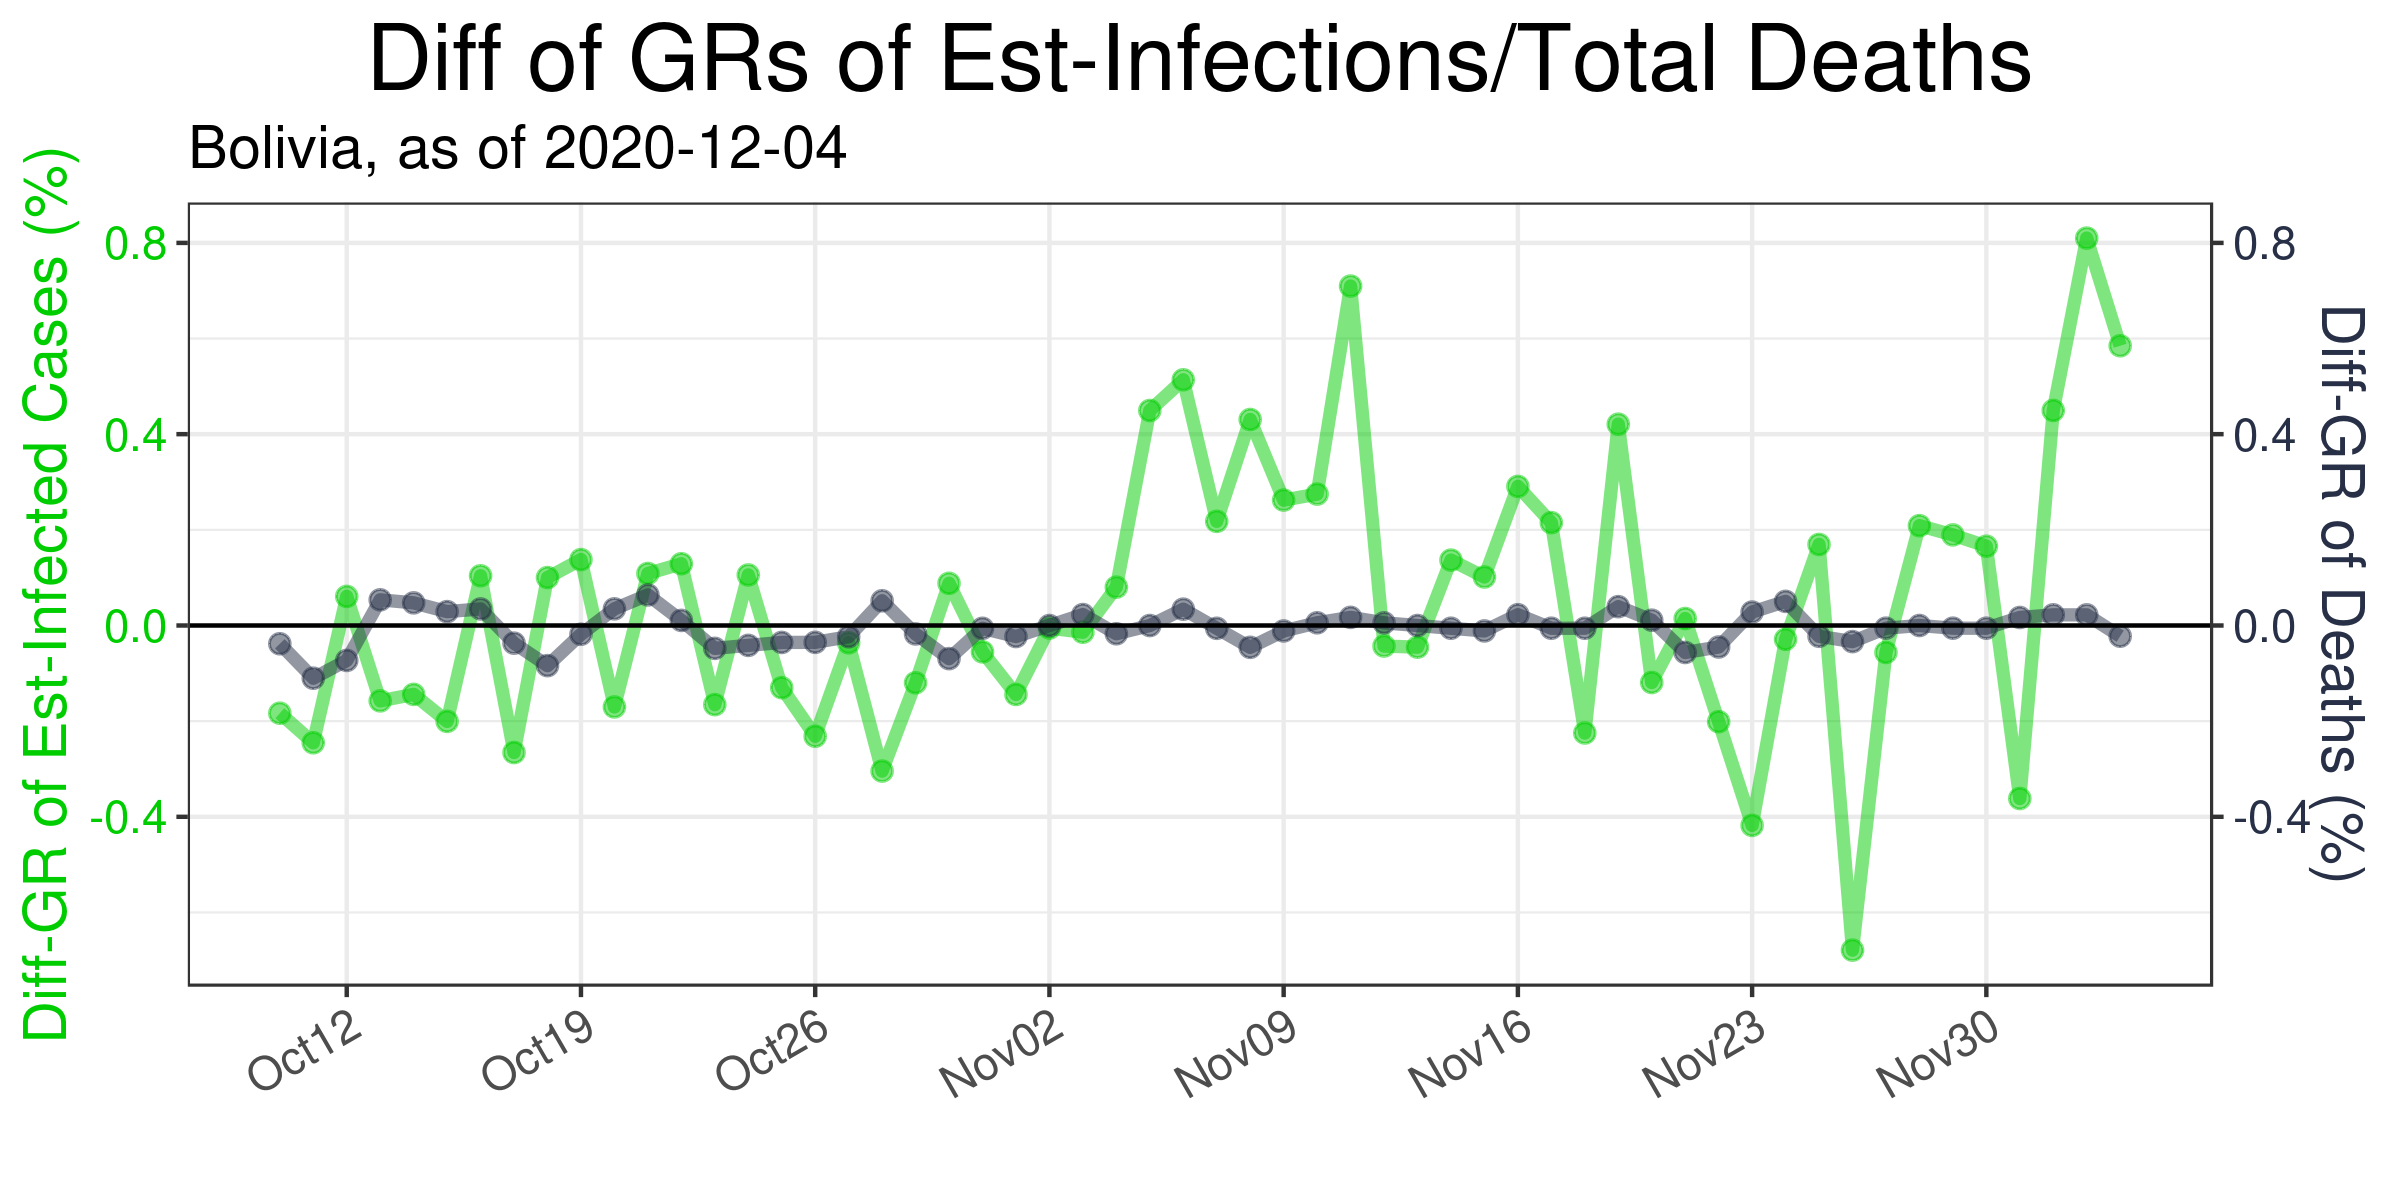 Diff of GRs of Est-Infections/Total Deaths
Bolivia, as of 2020-12-04
Diff-GR of Est-Infected Cases (%)
0.8
0.4
0.0
-0.4
0.8
0.4
0.0
-0.4
Diff-GR of Deaths (%)
Oct12
Oct19
Oct26
Nov02
Nov09
Nov16
Nov23
Nov30